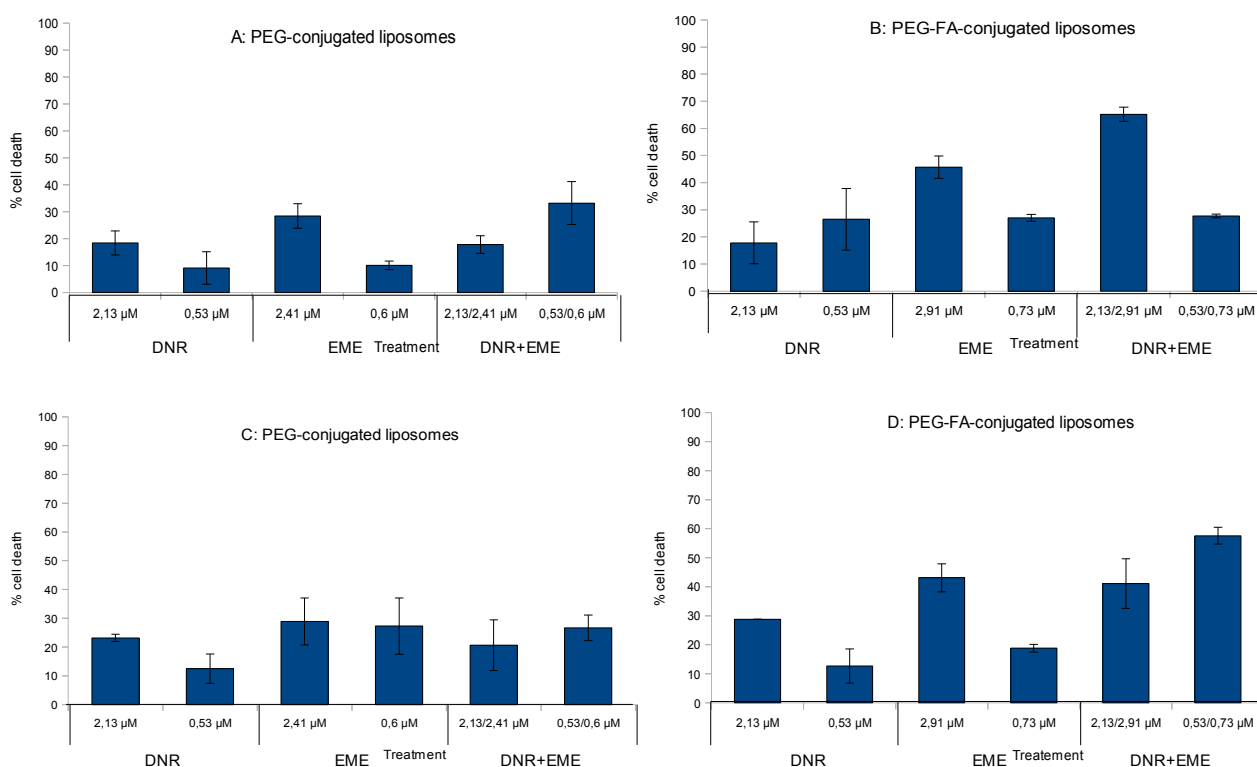 A: PEG-conjugated liposomes
100
90
80
70
60
50
40
30
20
10
0
% cell death
2,13 µM 0,53 µM 2,41 µM 0,6 µM 2,13/2,41 µM 0,53/0,6 µM
DNR EME Treatment DNR+EME
B: PEG-FA-conjugated liposomes
100
90
80
70
60
50
40
30
20
10
0
% cell death
2,13 µM 0,53 µM 2,91 µM 0,73 µM 2,13/2,91 µM 0,53/0,73 µM
DNR EME Treatment DNR+EME
C: PEG-conjugated liposomes
100
90
80
70
60
50
40
30
20
10
0
% cell death
2,13 µM 0,53 µM 2,41 µM 0,6 µM 2,13/2,41 µM 0,53/0,6 µM
DNR EME Treatment DNR+EME
D: PEG-FA-conjugated liposomes
100
90
80
70
60
50
40
30
20
10
0
% cell death
2,13 µM 0,53 µM 2,91 µM 0,73 µM 2,13/2,91 µM 0,53/0,73 µM
DNR EME Treatement DNR+EME